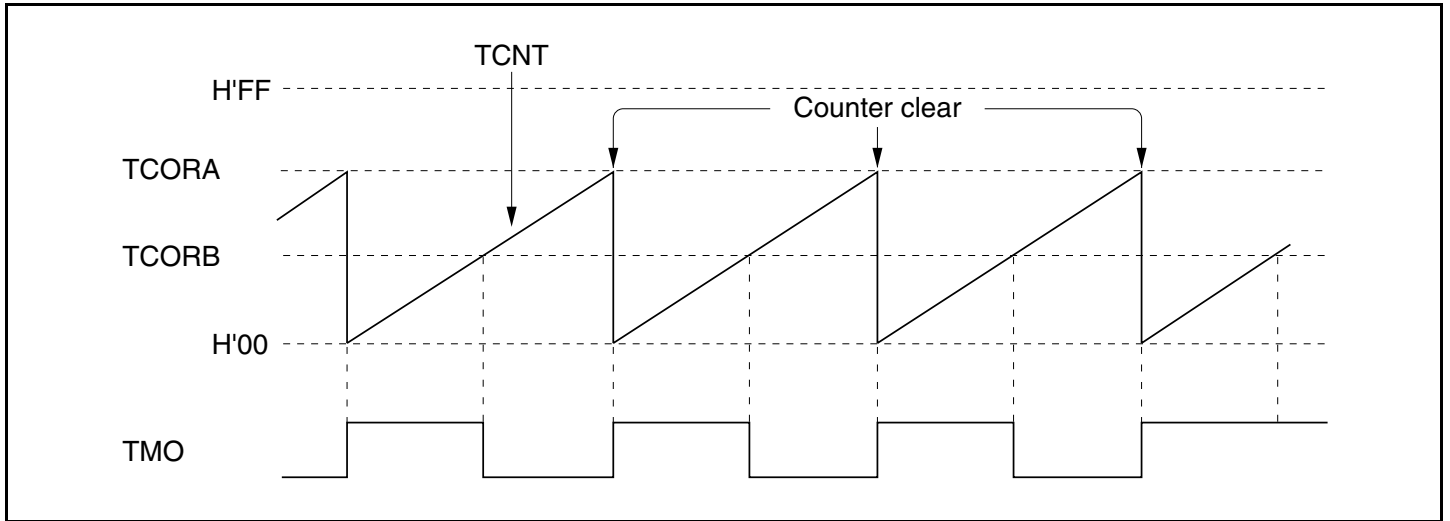 TCNT
H'FF
Counter clear
TCORA
TCORB
H'00
TMO